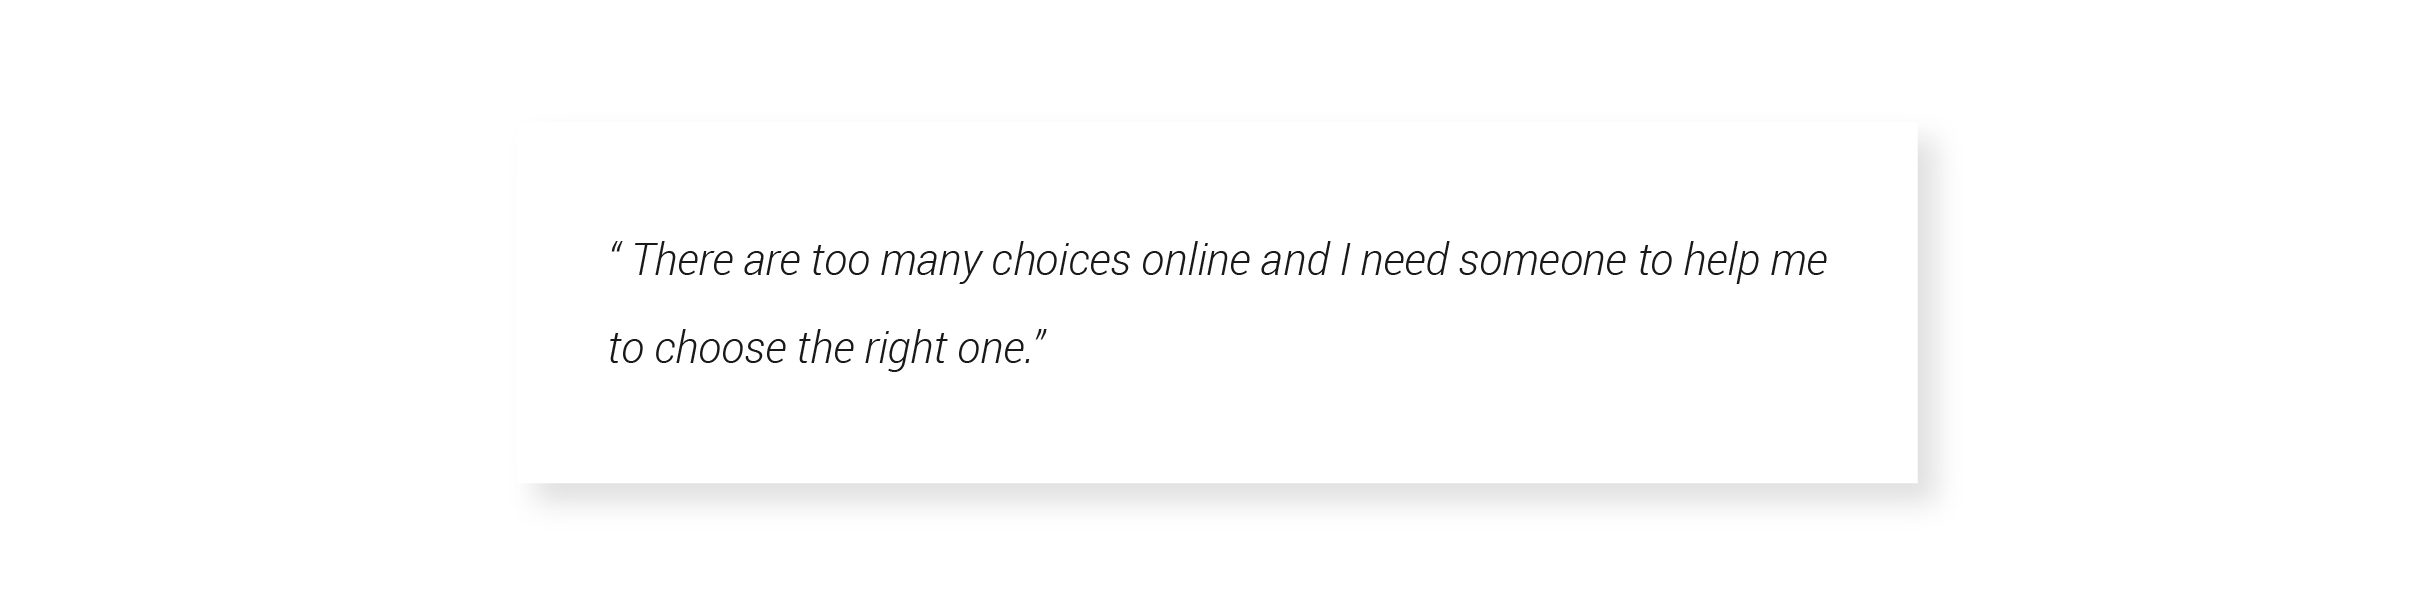 “ There are too many choices online and I need someone to help me
to choose the right one.”